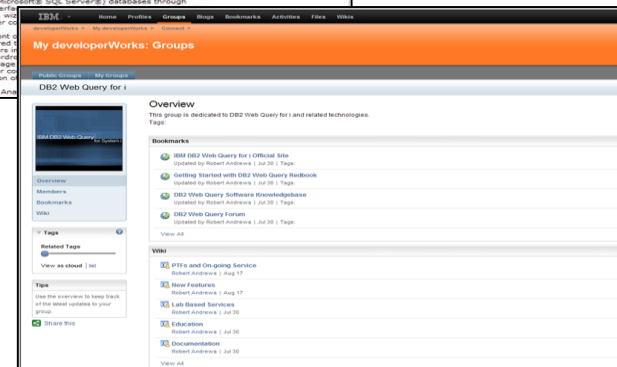 Microsoft® SQL Server®) databases through
IBM
Home Profiles Groups Blogs Bookmarks Activities Files Wikis
developerWorks My developerWorks Connect
My developerWorks: Groups
Public Groups My Groups
DB2 Web Query for i
IBM DB2 Web Query
for System i
Overview
Members
Bookmarks
Wiki
Tags
Related Tags
View as cloud | list
Tips
Use the overview to keep track
of the latest updates to your
group.
Share this
Overview
This group is dedicated to DB2 Web Query for i and related technologies.
Tags:
Bookmarks
IBM DB2 Web Query for i Official Site
Updated by Robert Andrews | Jul 30 | Tags:
Getting Started with DB2 Web Query Redbook
Updated by Robert Andrews | Jul 30 | Tags:
DB2 Web Query Software Knowledgebase
Updated by Robert Andrews | Jul 30 | Tags:
DB2 Web Query Forum
Updated by Robert Andrews | Jul 30 | Tags:
View All
Wiki
PTFs and On-going Service
Robert Andrews | Aug 17
New Features
Robert Andrews | Aug 17
Lab Based Services
Robert Andrews | Jul 30
Education
Robert Andrews | Jul 30
Documentation
Robert Andrews | Jul 30
View All